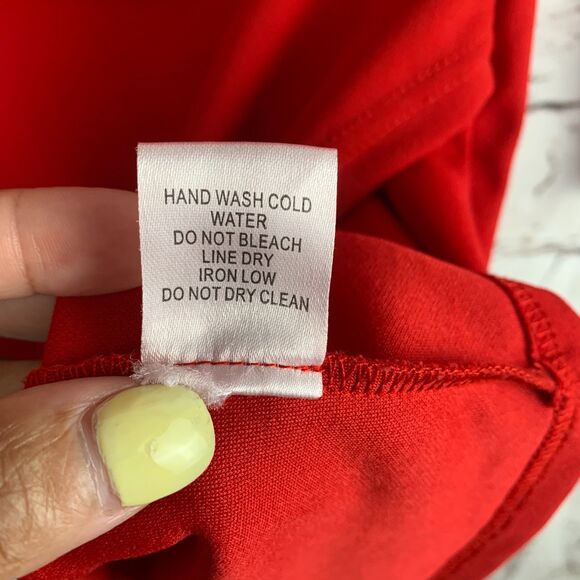 HAND WASH COLD
WATER
DO NOT BLEACH
LINE DRY
IRON LOW
DO NOT DRY CLEAN